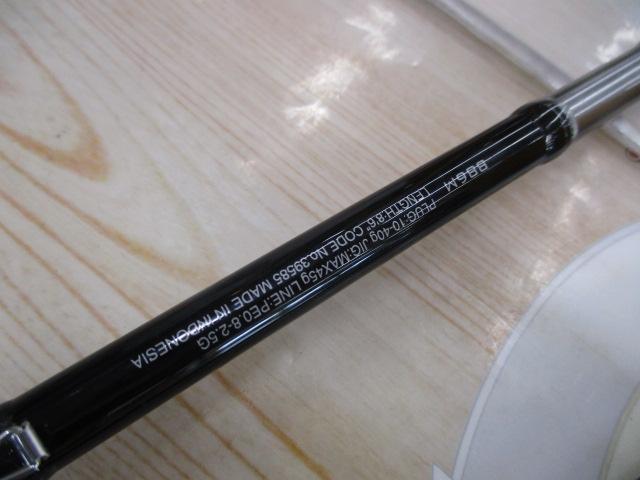 S86M
PLUG:10-40g JIG:MAX45g LINE:PE0.8-2.5G
LENGTH:8'6" CODE No.39585 MADE IN INDONESIA